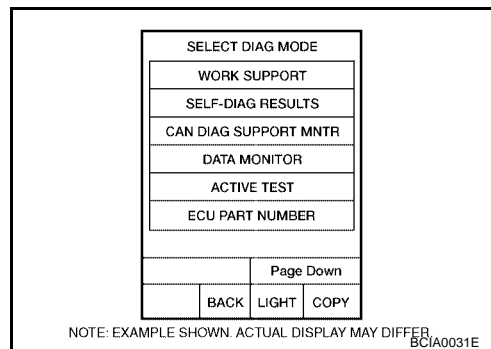 SELECT DIAG MODE
WORK SUPPORT
SELF-DIAG RESULTS
CAN DIAG SUPPORT MNTR
DATA MONITOR
ACTIVE TEST
ECU PART NUMBER
Page Down
BACK LIGHT COPY
NOTE: EXAMPLE SHOWN. ACTUAL DISPLAY MAY DIFFER.
BCIA0031E